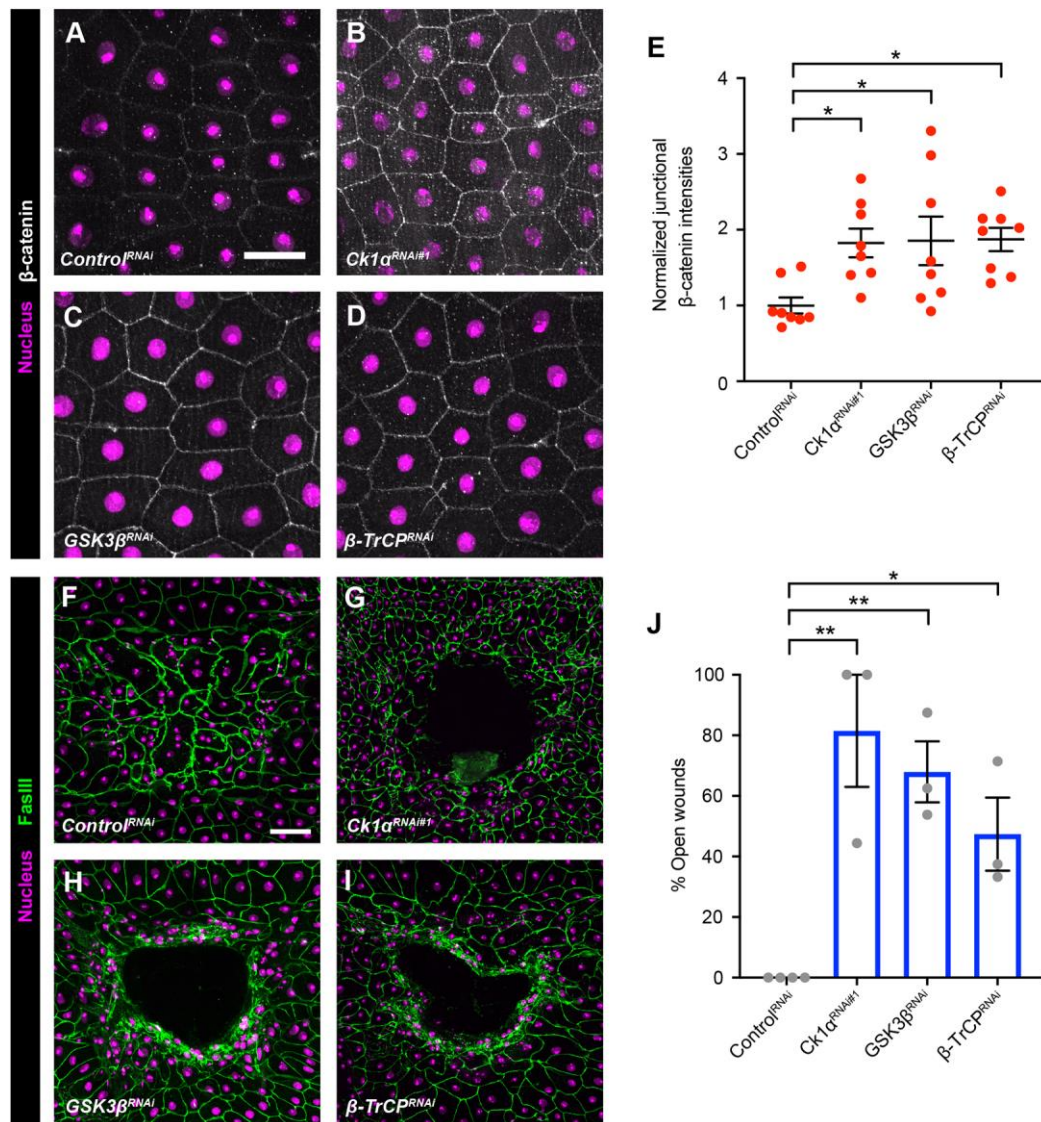 Nucleus β-catenin
A
Control^RNAi
B
Ck1α^RNAi#1
C
GSK3β^RNAi
D
β-TrCP^RNAi
E
Normalized junctional
β-catenin intensities
4
3
2
1
0
*
*
*
Control^RNAi
Ck1α^RNAi#1
GSK3β^RNAi
β-TrCP^RNAi
Nucleus FasIII
F
Control^RNAi
G
Ck1α^RNAi#1
H
GSK3β^RNAi
I
β-TrCP^RNAi
J
% Open wounds
100
80
60
40
20
0
*
**
**
Control^RNAi
Ck1α^RNAi#1
GSK3β^RNAi
β-TrCP^RNAi